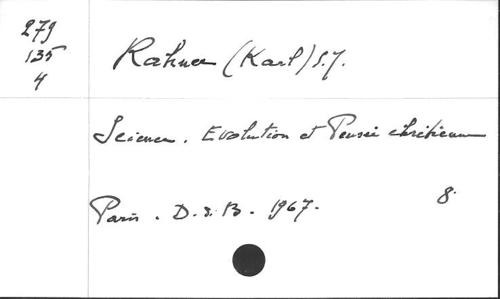 279
135
4
Rahner (Karl) S.J.
Science. Evolution et Pensée chrétienne
Paris. D.d.B. 1967.
8°